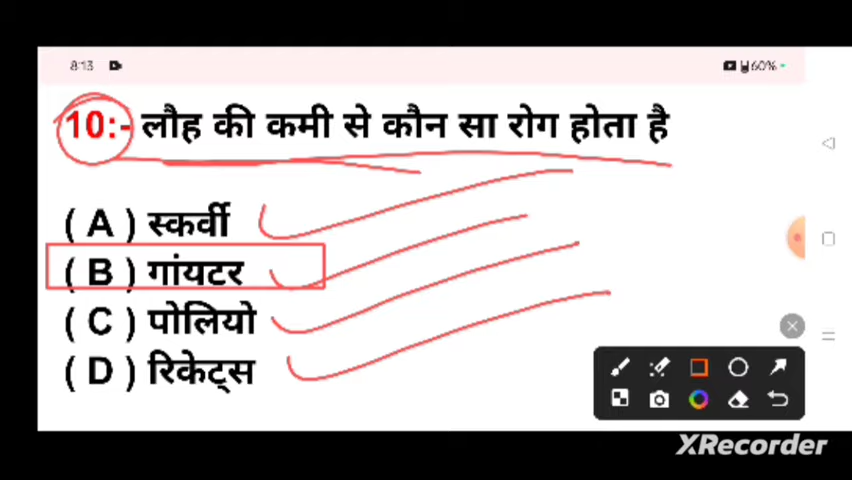 8:13 60%
10:- लौह की कमी से कौन सा रोग होता है
( A ) स्कर्वी
( B ) गांयटर
( C ) पोलियो
( D ) रिकेट्स
XRecorder